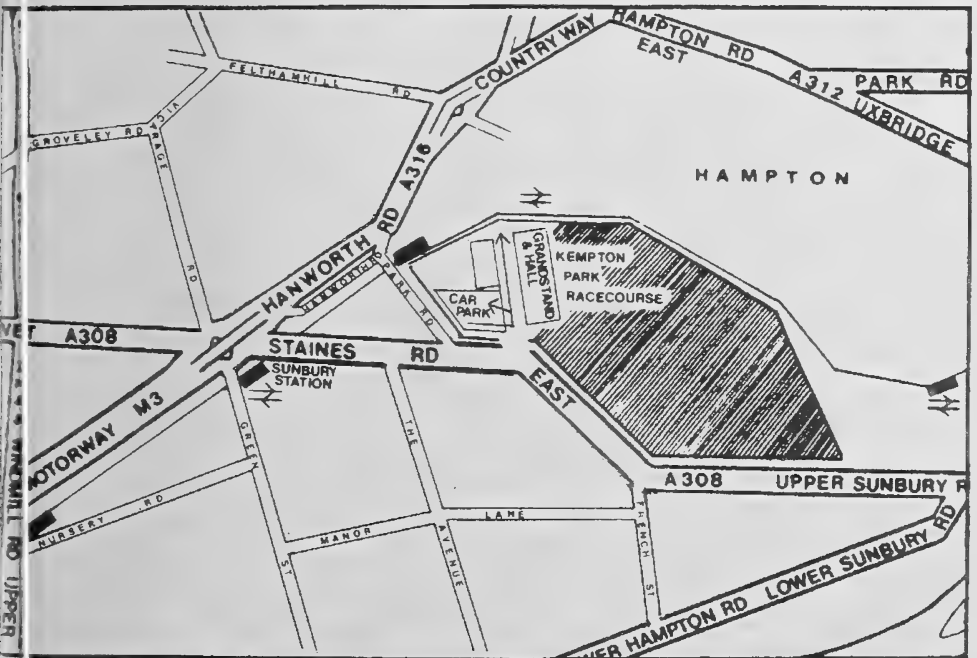 HAMPTON RD
EAST
COUNTRY WAY
A312 UXBRIDGE
PARK RD
FELTHAMHILL RD
VICARAGE RD
GROVELEY RD
HAMPTON
HANWORTH RD A316
HANWORTH RD
PARK RD
GRANDSTAND
& HALL
KEMPTON
PARK
RACECOURSE
CAR
PARK
A308
STAINES RD
EAST
SUNBURY
STATION
MOTORWAY M3
GREEN ST
THE AVENUE
NURSERY RD
MANOR LANE
FRENCH ST
A308 UPPER SUNBURY R
LOWER SUNBURY RD
WER HAMPTON RD
WINDMILL RD UPPER